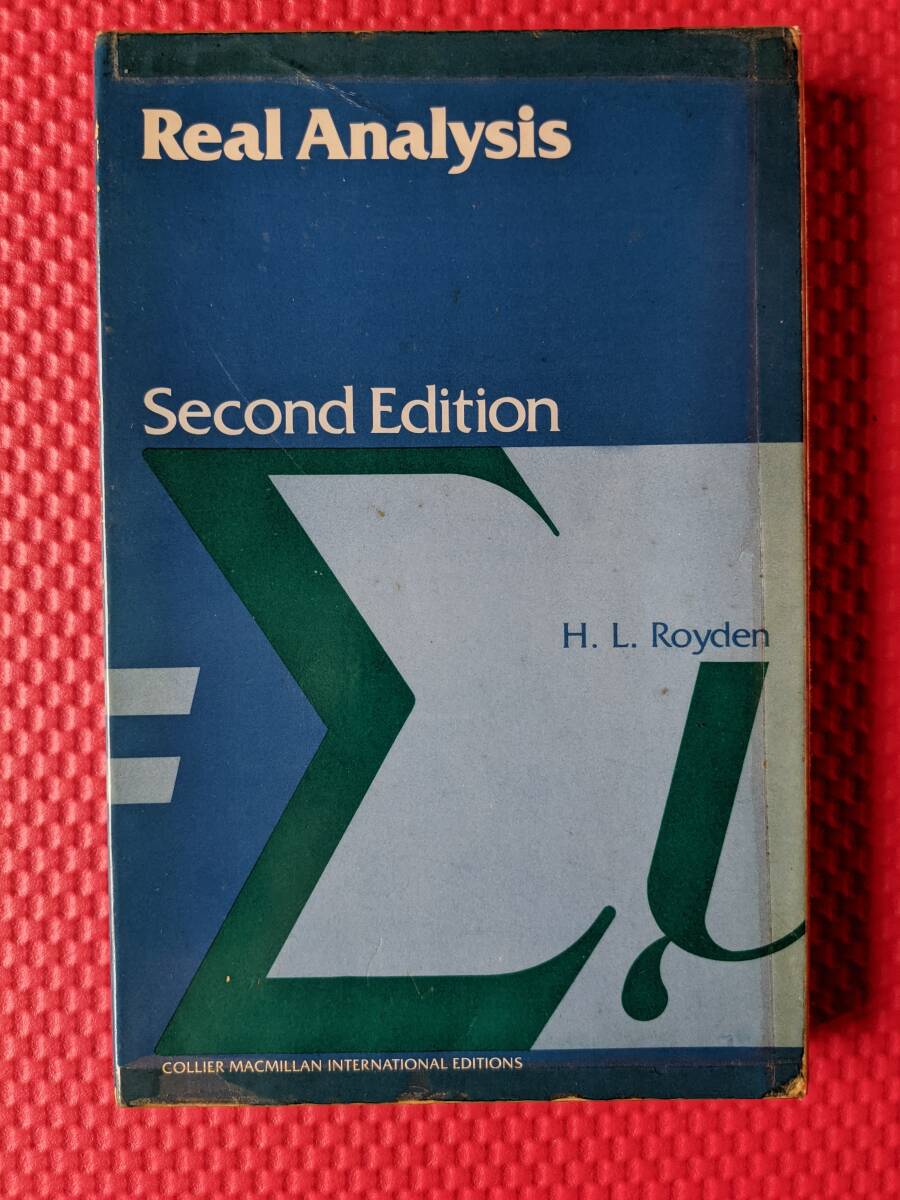 Real Analysis
Second Edition
H. L. Royden
COLLIER MACMILLAN INTERNATIONAL EDITIONS